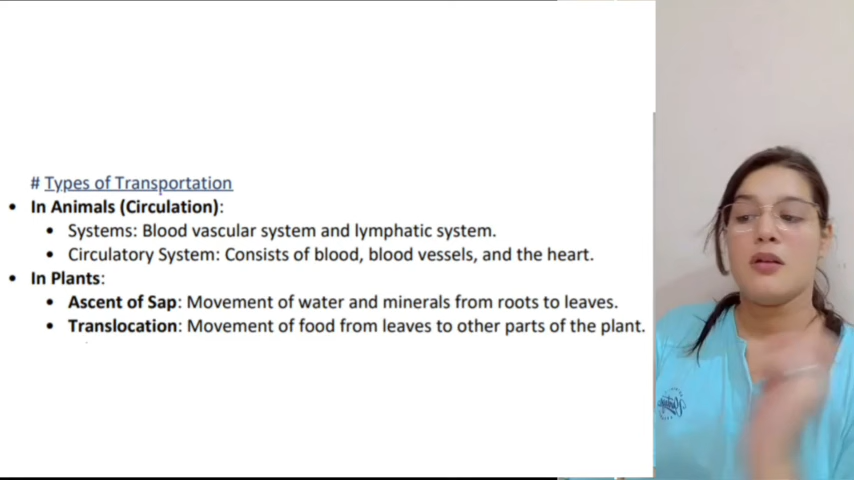 # Types of Transportation
• In Animals (Circulation):
• Systems: Blood vascular system and lymphatic system.
• Circulatory System: Consists of blood, blood vessels, and the heart.
• In Plants:
• Ascent of Sap: Movement of water and minerals from roots to leaves.
• Translocation: Movement of food from leaves to other parts of the plant.